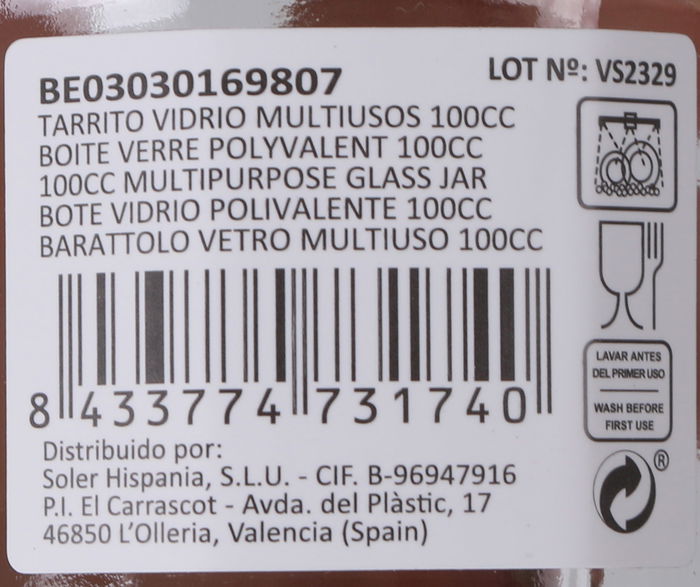 BE03030169807
LOT Nº: VS2329
TARRITO VIDRIO MULTIUSOS 100CC
BOITE VERRE POLYVALENT 100CC
100CC MULTIPURPOSE GLASS JAR
BOTE VIDRIO POLIVALENTE 100CC
BARATTOLO VETRO MULTIUSO 100CC
8 433774 731740
LAVAR ANTES
DEL PRIMER USO
WASH BEFORE
FIRST USE
®
Distribuido por:
Soler Hispania, S.L.U. - CIF. B-96947916
P.I. El Carrascot - Avda. del Plàstic, 17
46850 L'Olleria, Valencia (Spain)